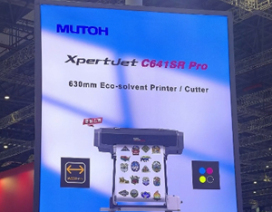 MUTOH
XpertJet C641SR Pro
630mm Eco-solvent Printer / Cutter